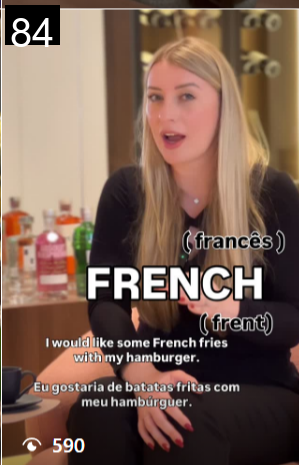 84
( francês )
FRENCH
( frent)
I would like some French fries
with my hamburger.
Eu gostaria de batatas fritas com
meu hambúrguer.
590